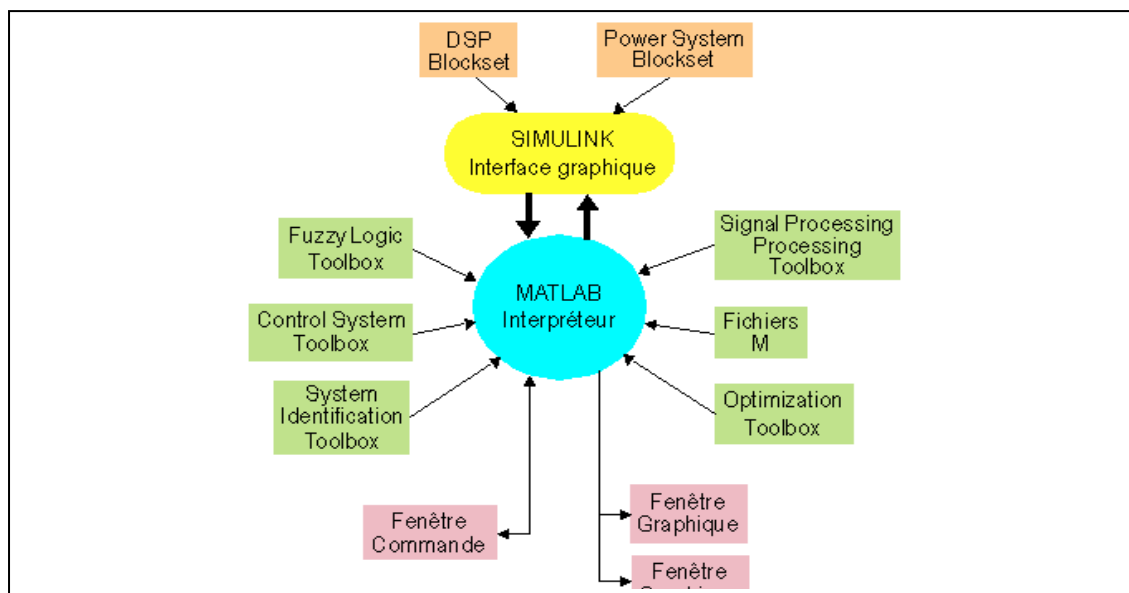 DSP
Blockset
Power System
Blockset
SIMULINK
Interface graphique
Fuzzy Logic
Toolbox
Signal Processing
Processing
Toolbox
MATLAB
Interpréteur
Control System
Toolbox
Fichiers
M
System
Identification
Toolbox
Optimization
Toolbox
Fenêtre
Commande
Fenêtre
Graphique
Fenêtre